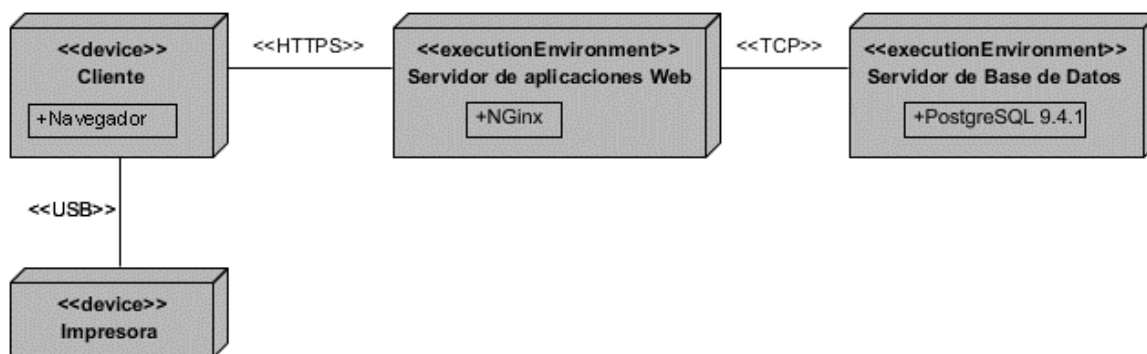 <<device>>
Cliente
+Navegador
<<HTTPS>>
<<executionEnvironment>>
Servidor de aplicaciones Web
+NGinx
<<TCP>>
<<executionEnvironment>>
Servidor de Base de Datos
+PostgreSQL 9.4.1
<<USB>>
<<device>>
Impresora